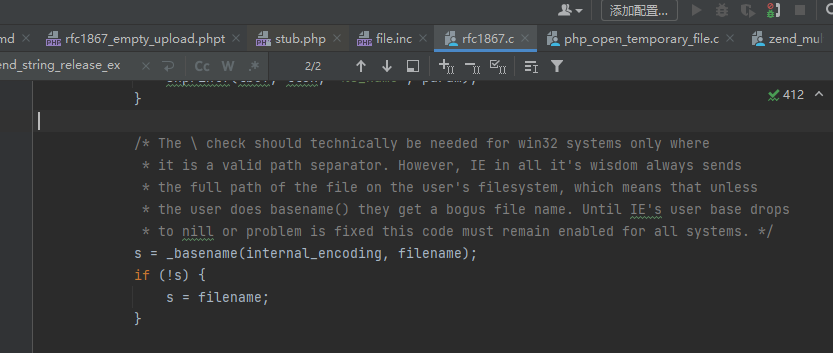 添加配置...
md rfc1867_empty_upload.phpt stub.php file.inc rfc1867.c php_open_temporary_file.c zend_mul
end_string_release_ex Cc W .* 2/2
}
412
/* The \ check should technically be needed for win32 systems only where
* it is a valid path separator. However, IE in all it's wisdom always sends
* the full path of the file on the user's filesystem, which means that unless
* the user does basename() they get a bogus file name. Until IE's user base drops
* to nill or problem is fixed this code must remain enabled for all systems. */
s = _basename(internal_encoding, filename);
if (!s) {
s = filename;
}